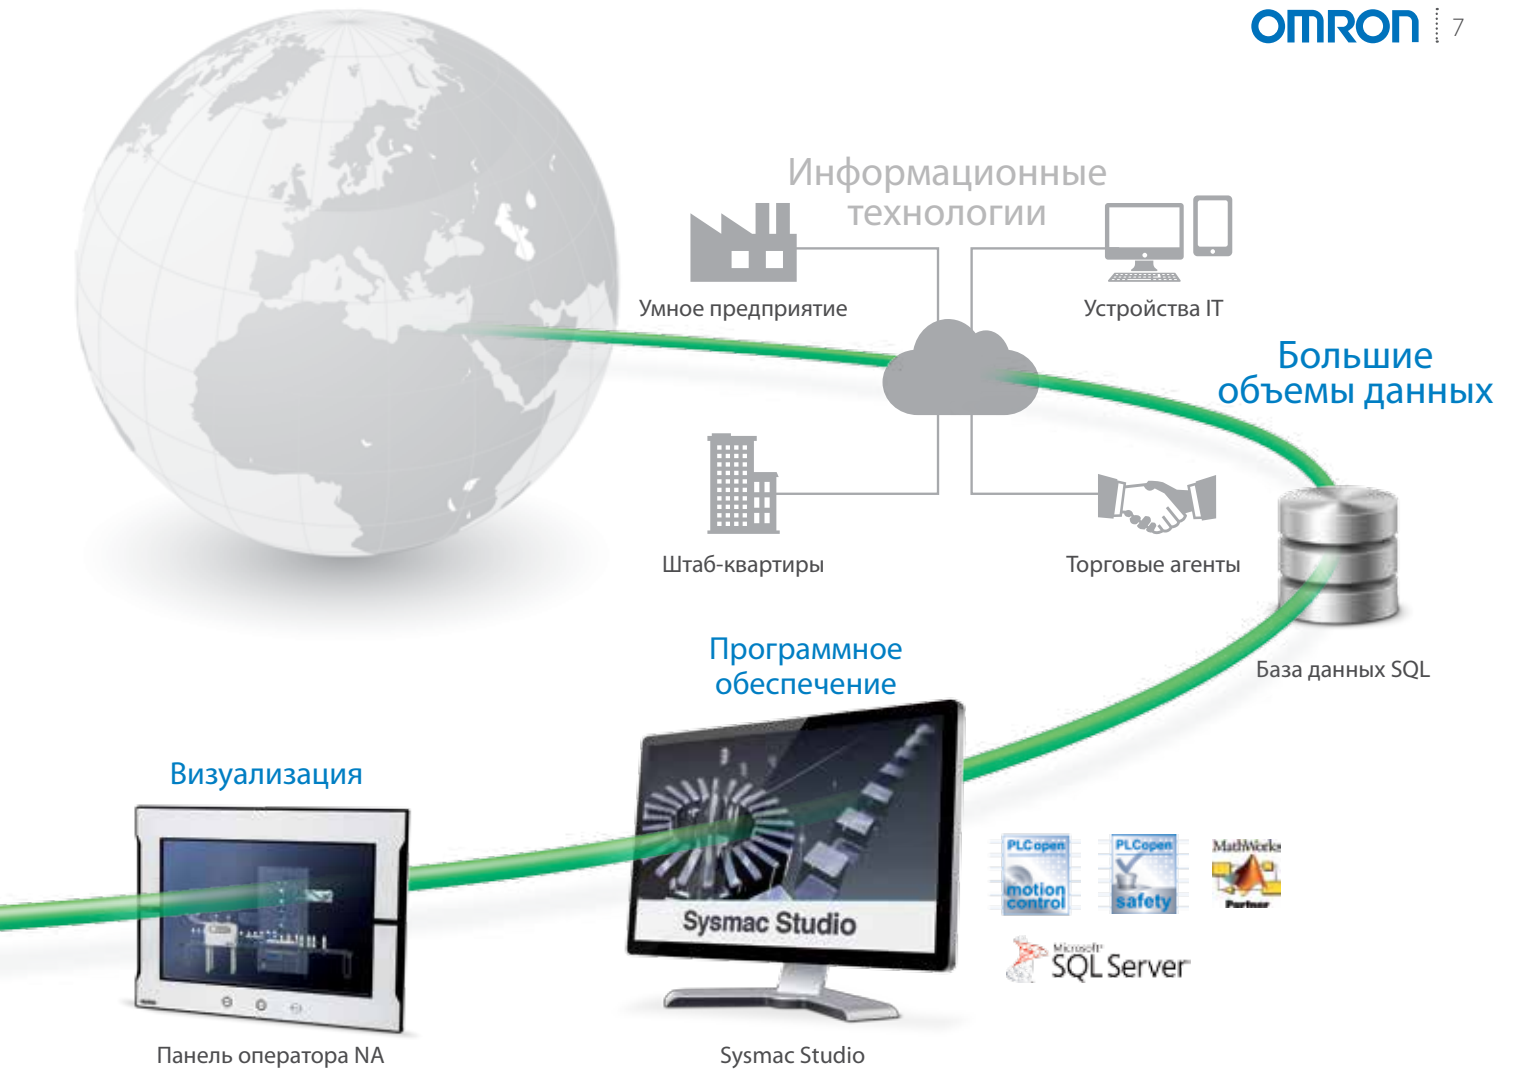 OMRON 7
Информационные
технологии
Умное предприятие
Устройства IT
Большие
объемы данных
Штаб-квартиры
Торговые агенты
База данных SQL
Программное
обеспечение
Визуализация
Sysmac Studio
PLCopen
motion
control
PLCopen
safety
MathWorks
Partner
Microsoft
SQL Server
Панель оператора NA
Sysmac Studio